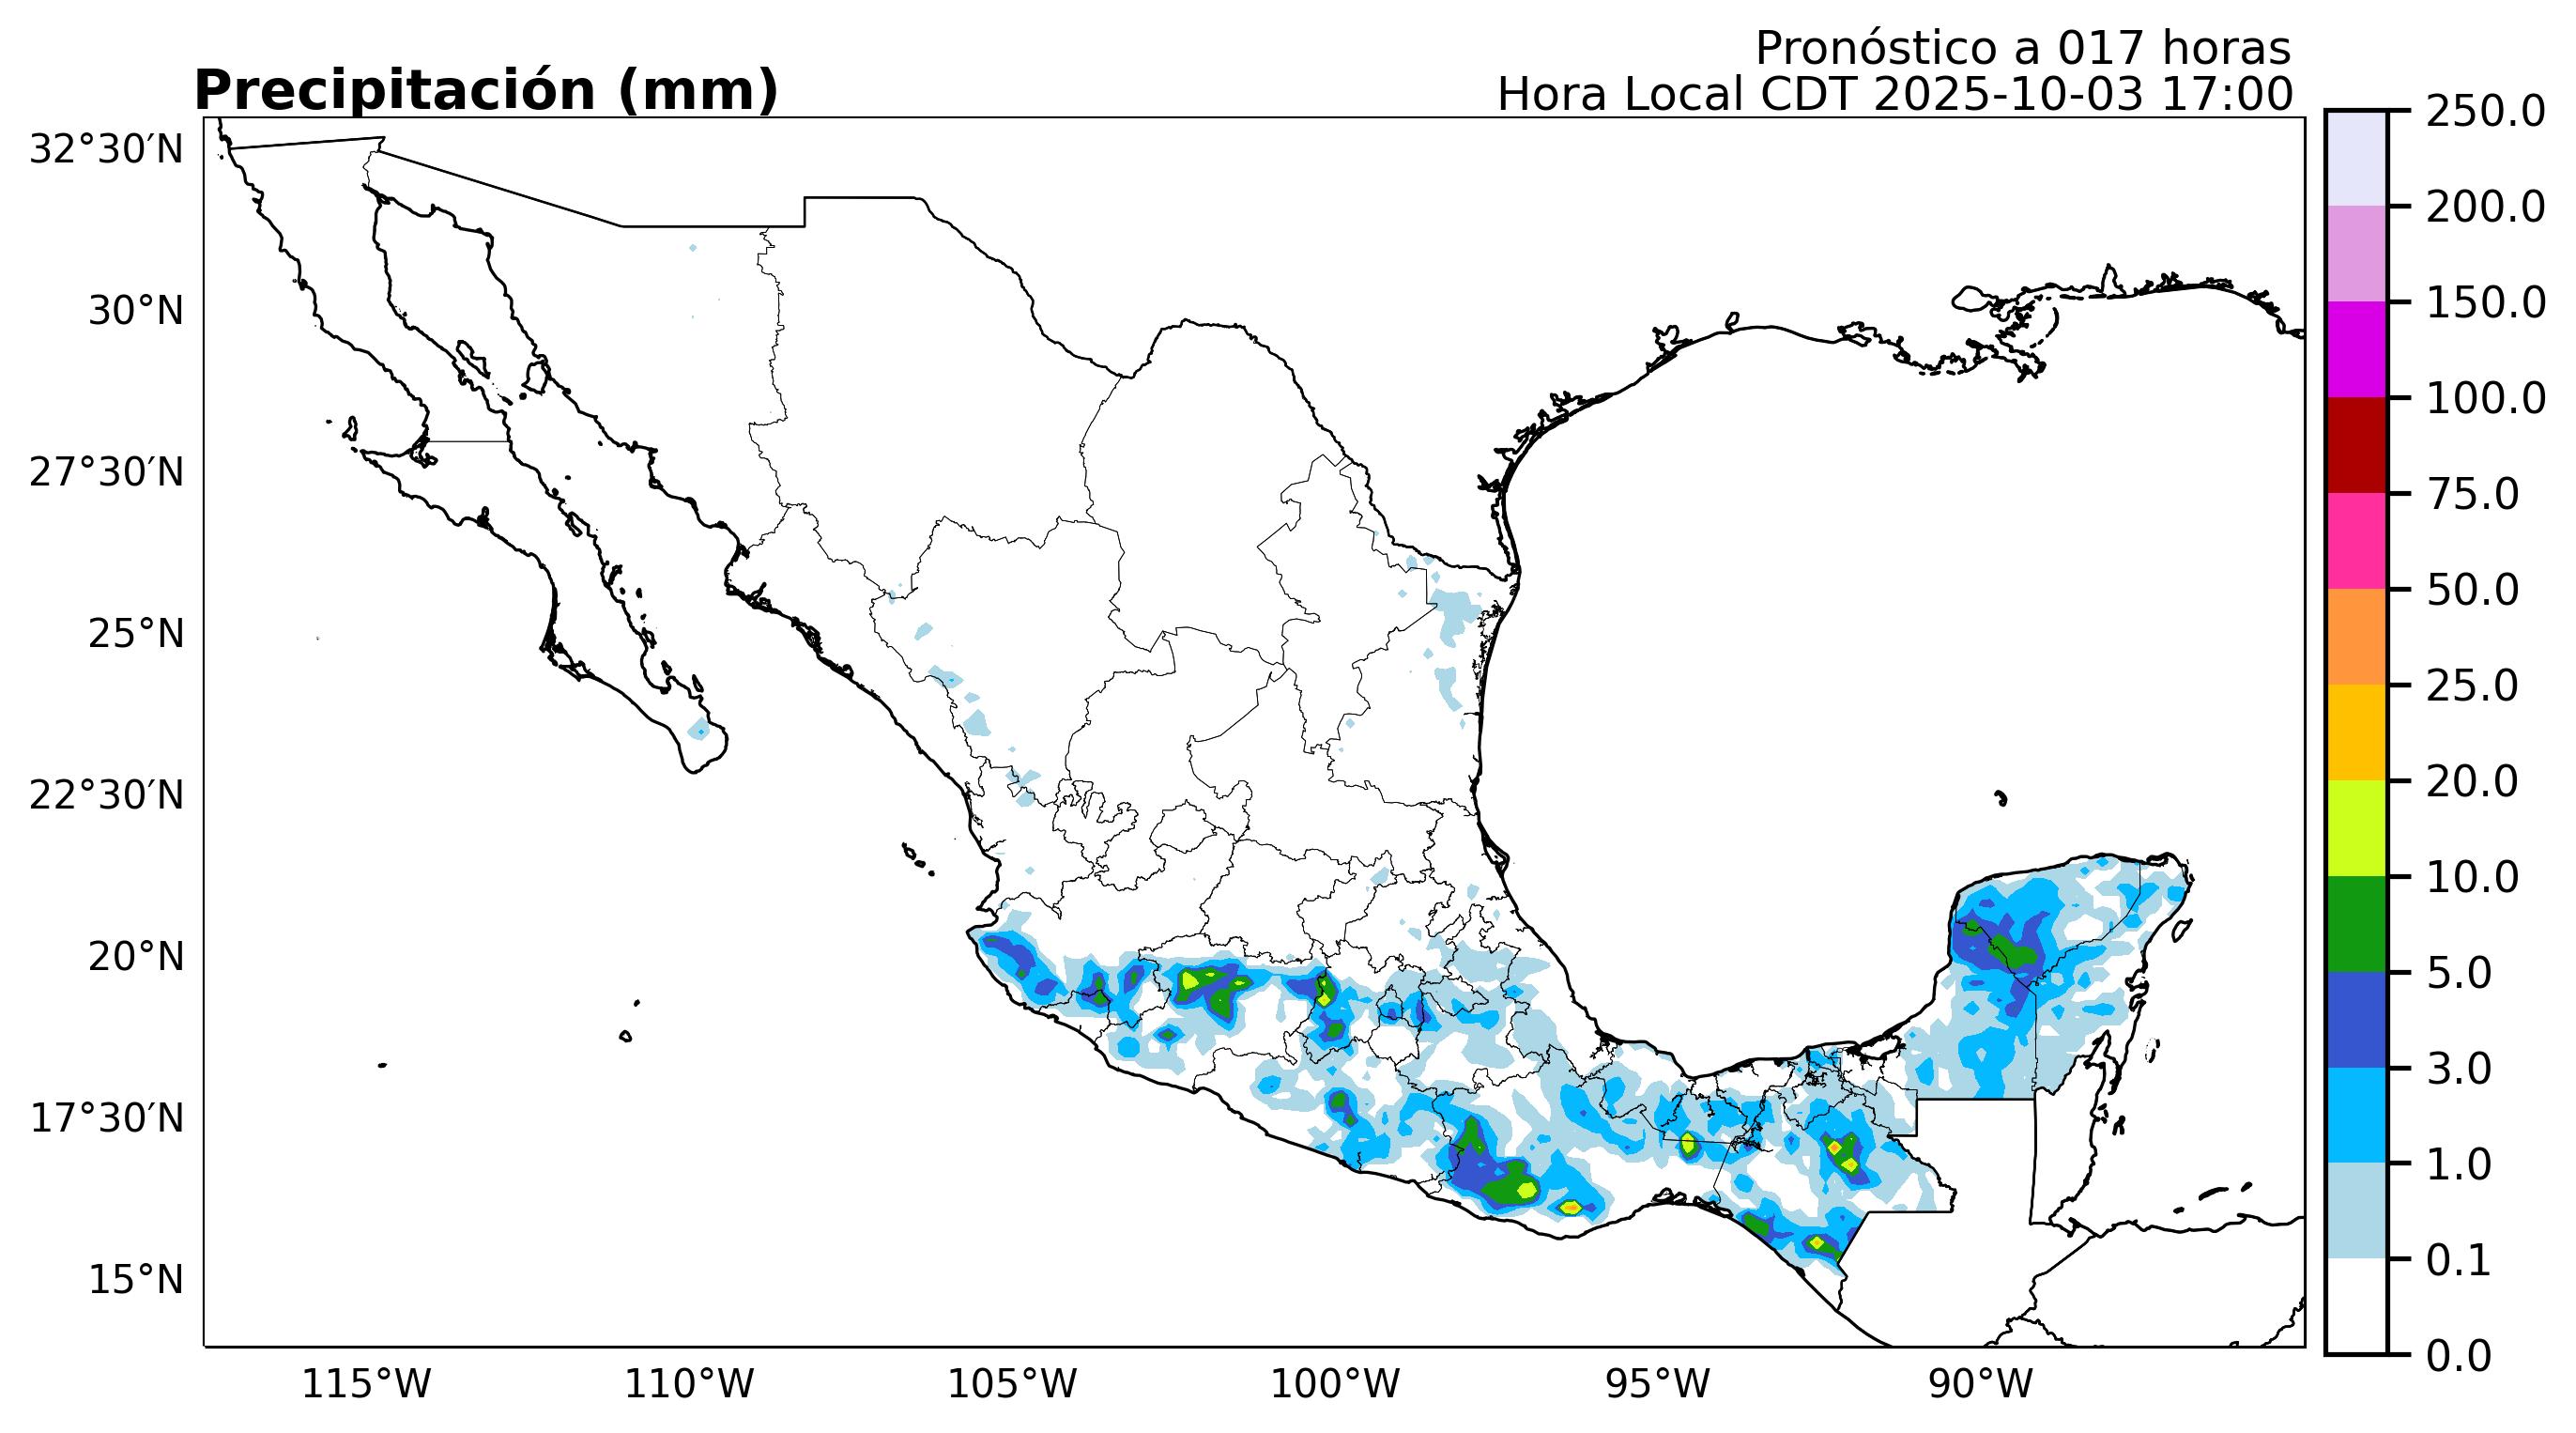 Pronóstico a 017 horas
Precipitación (mm)
Hora Local CDT 2025-10-03 17:00
32°30′N
30°N
27°30′N
25°N
22°30′N
20°N
17°30′N
15°N
115°W
110°W
105°W
100°W
95°W
90°W
250.0
200.0
150.0
100.0
75.0
50.0
25.0
20.0
10.0
5.0
3.0
1.0
0.1
0.0